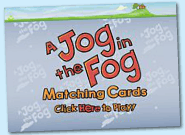 A Jog in
the Fog
Matching Cards
Click Here to Play!